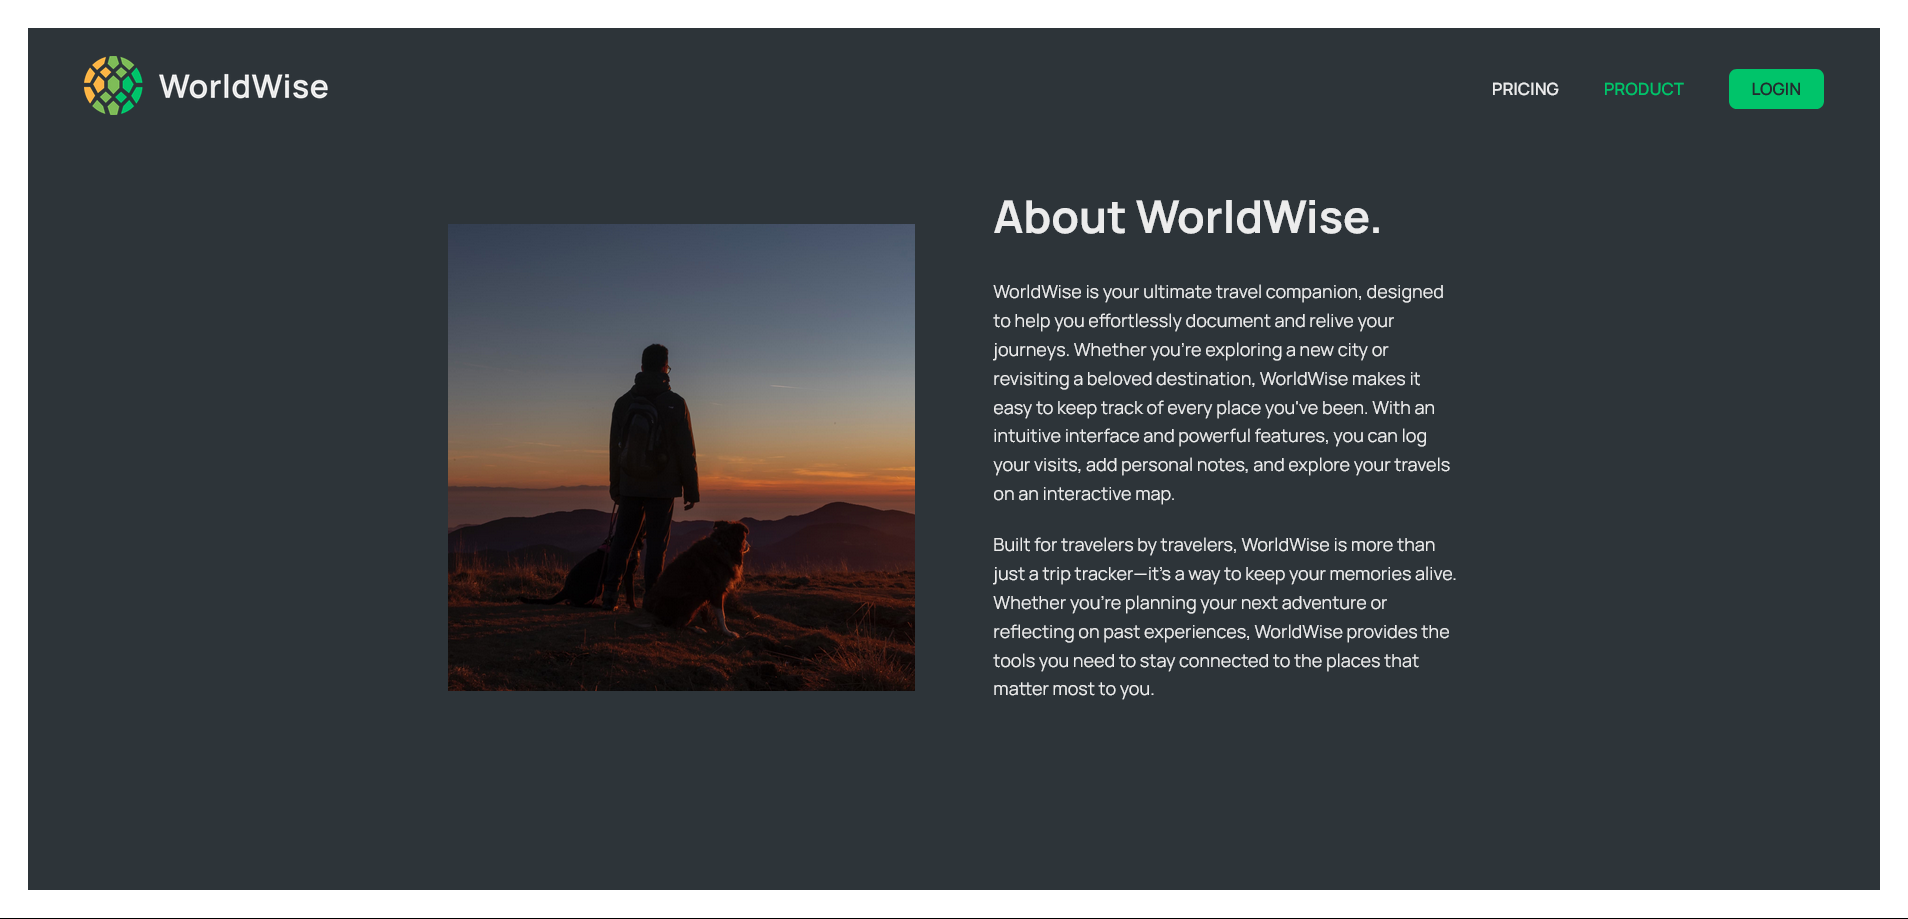 WorldWise
PRICING
PRODUCT
LOGIN
About WorldWise.
WorldWise is your ultimate travel companion, designed
to help you effortlessly document and relive your
journeys. Whether you're exploring a new city or
revisiting a beloved destination, WorldWise makes it
easy to keep track of every place you've been. With an
intuitive interface and powerful features, you can log
your visits, add personal notes, and explore your travels
on an interactive map.
Built for travelers by travelers, WorldWise is more than
just a trip tracker—it's a way to keep your memories alive.
Whether you're planning your next adventure or
reflecting on past experiences, WorldWise provides the
tools you need to stay connected to the places that
matter most to you.